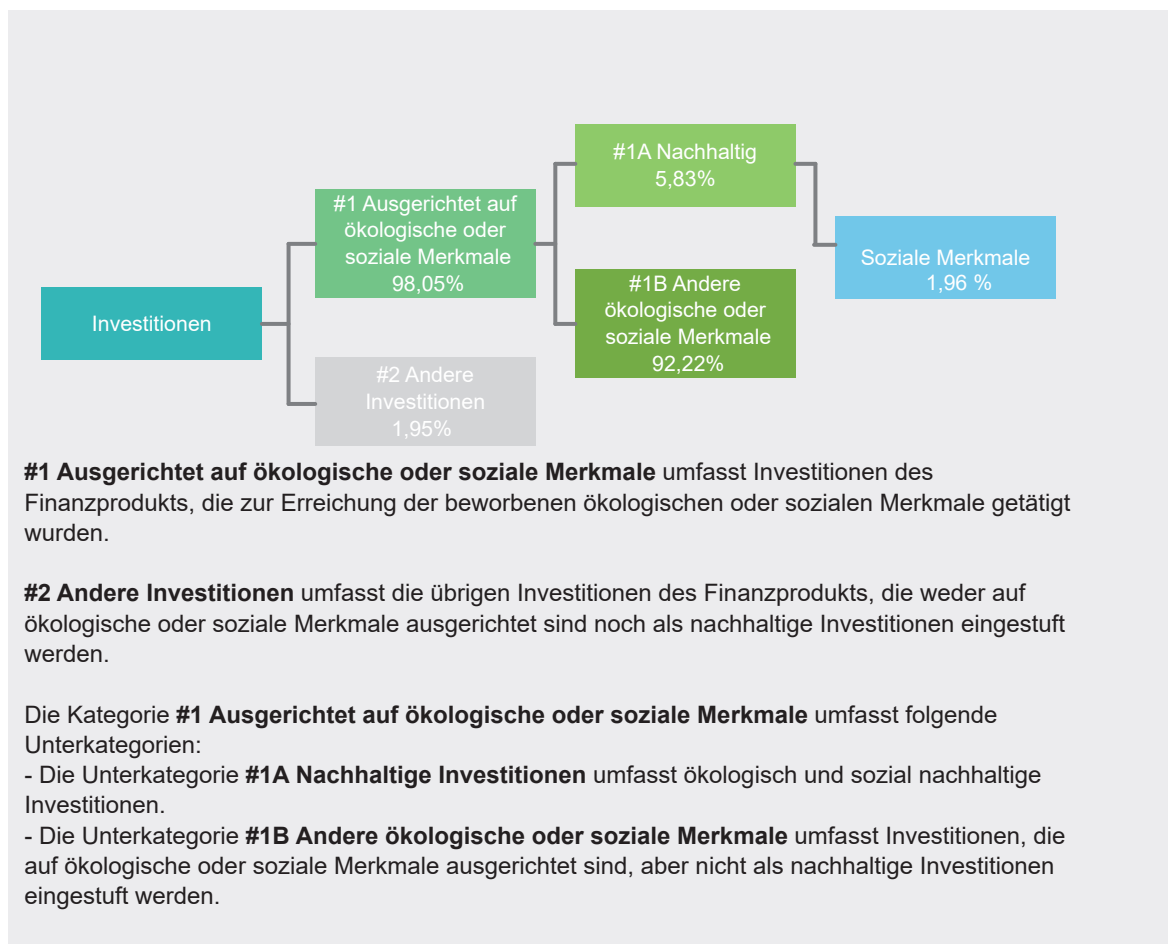 #1A Nachhaltig
5,83%
#1 Ausgerichtet auf
ökologische oder
soziale Merkmale
98,05%
Soziale Merkmale
1,96 %
#1B Andere
ökologische oder
soziale Merkmale
92,22%
Investitionen
#2 Andere
Investitionen
1,95%
#1 Ausgerichtet auf ökologische oder soziale Merkmale umfasst Investitionen des
Finanzprodukts, die zur Erreichung der beworbenen ökologischen oder sozialen Merkmale getätigt
wurden.
#2 Andere Investitionen umfasst die übrigen Investitionen des Finanzprodukts, die weder auf
ökologische oder soziale Merkmale ausgerichtet sind noch als nachhaltige Investitionen eingestuft
werden.
Die Kategorie #1 Ausgerichtet auf ökologische oder soziale Merkmale umfasst folgende
Unterkategorien:
- Die Unterkategorie #1A Nachhaltige Investitionen umfasst ökologisch und sozial nachhaltige
Investitionen.
- Die Unterkategorie #1B Andere ökologische oder soziale Merkmale umfasst Investitionen, die
auf ökologische oder soziale Merkmale ausgerichtet sind, aber nicht als nachhaltige Investitionen
eingestuft werden.